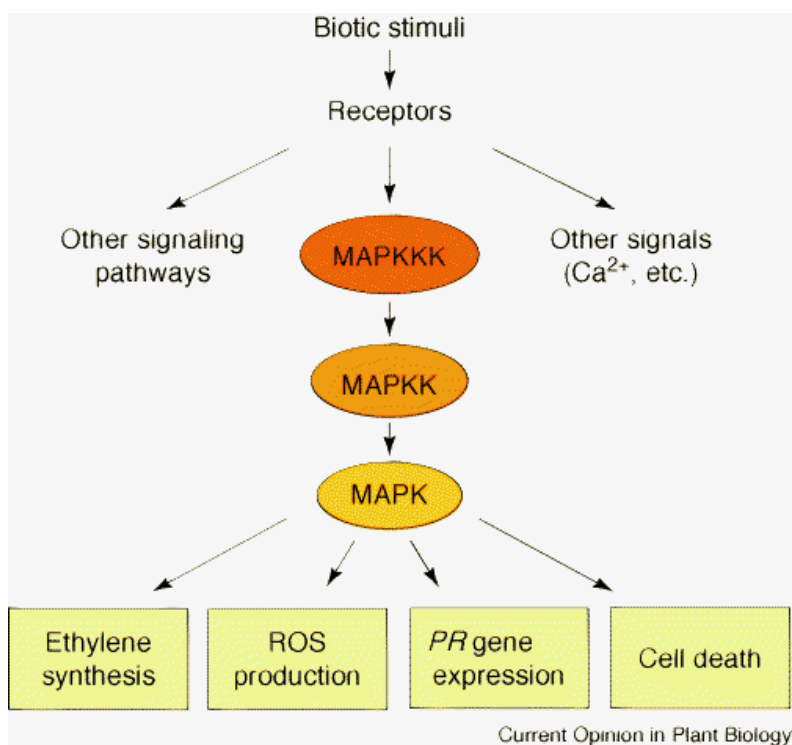 Biotic stimuli
Receptors
Other signaling
pathways
MAPKKK
Other signals
(Ca²⁺, etc.)
MAPKK
MAPK
Ethylene
synthesis
ROS
production
PR gene
expression
Cell death
Current Opinion in Plant Biology